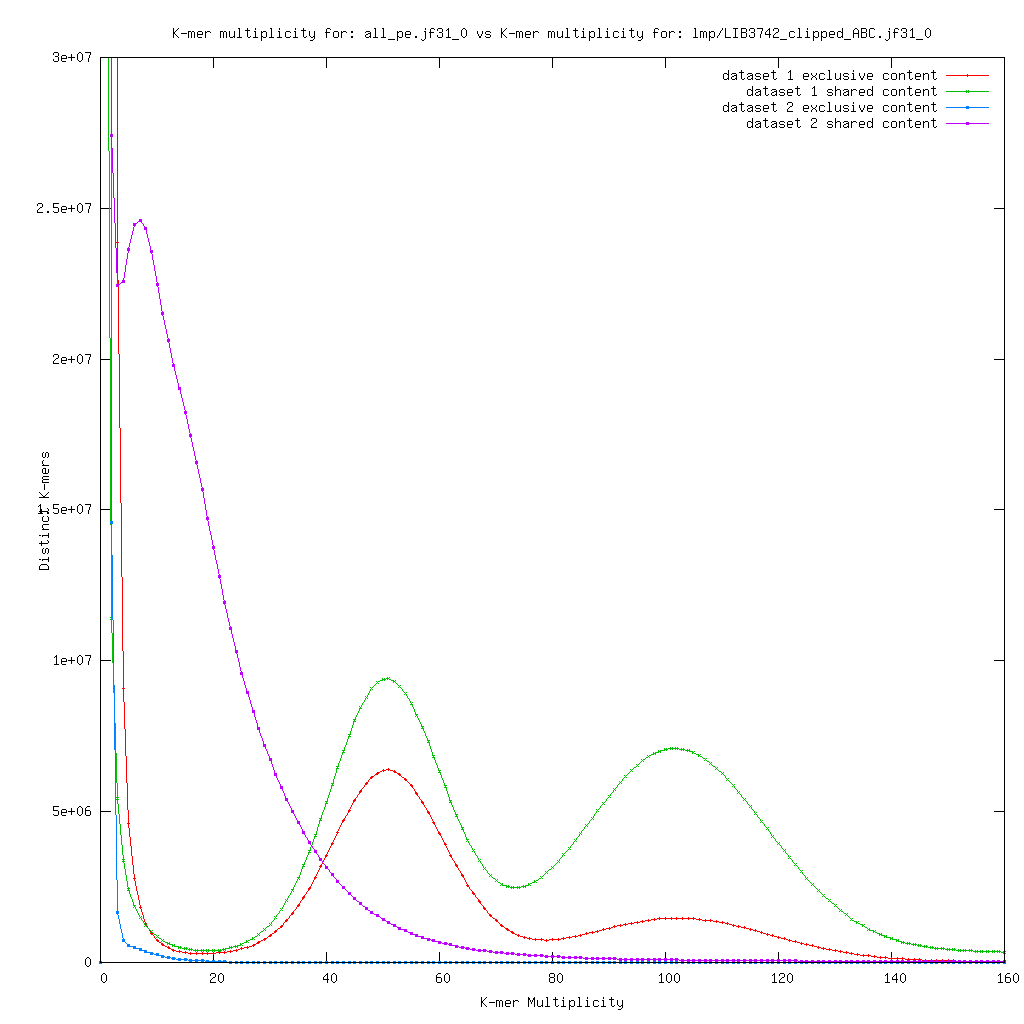 K-mer multiplicity for: all_pe.jf31_0 vs K-mer multiplicity for: lmp/LIB3742_clipped_ABC.jf31_0
3e+07
dataset 1 exclusive content
dataset 1 shared content
dataset 2 exclusive content
dataset 2 shared content
2.5e+07
2e+07
Distinct K-mers
1.5e+07
1e+07
5e+06
0
0 20 40 60 80 100 120 140 160
K-mer Multiplicity